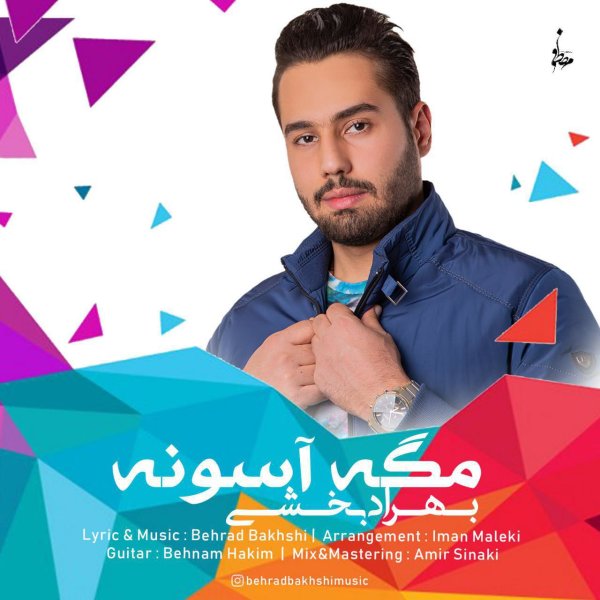 مگه آسونه
بهراد بخشی
Lyric & Music : Behrad Bakhshi | Arrangement : Iman Maleki
Guitar : Behnam Hakim | Mix&Mastering : Amir Sinaki
behradbakhshimusic